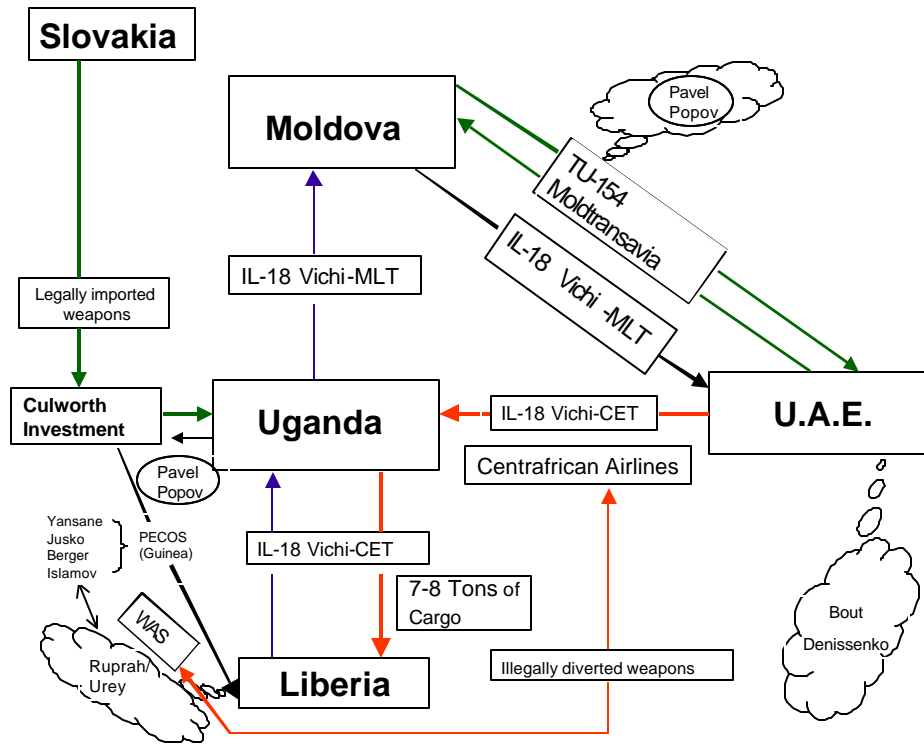 Slovakia
Pavel
Popov
Moldova
TU-154
Moldtransavia
IL-18 Vichi -MLT
IL-18 Vichi-MLT
Legally imported
weapons
Culworth
Investment
Uganda
IL-18 Vichi-CET
U.A.E.
Centrafrican Airlines
Pavel
Popov
Yansane
Jusko
Berger
Islamov
PECOS
(Guinea)
IL-18 Vichi-CET
7-8 Tons of
Cargo
WAS
Bout
Denissenko
Ruprah/
Urey
Liberia
Illegally diverted weapons